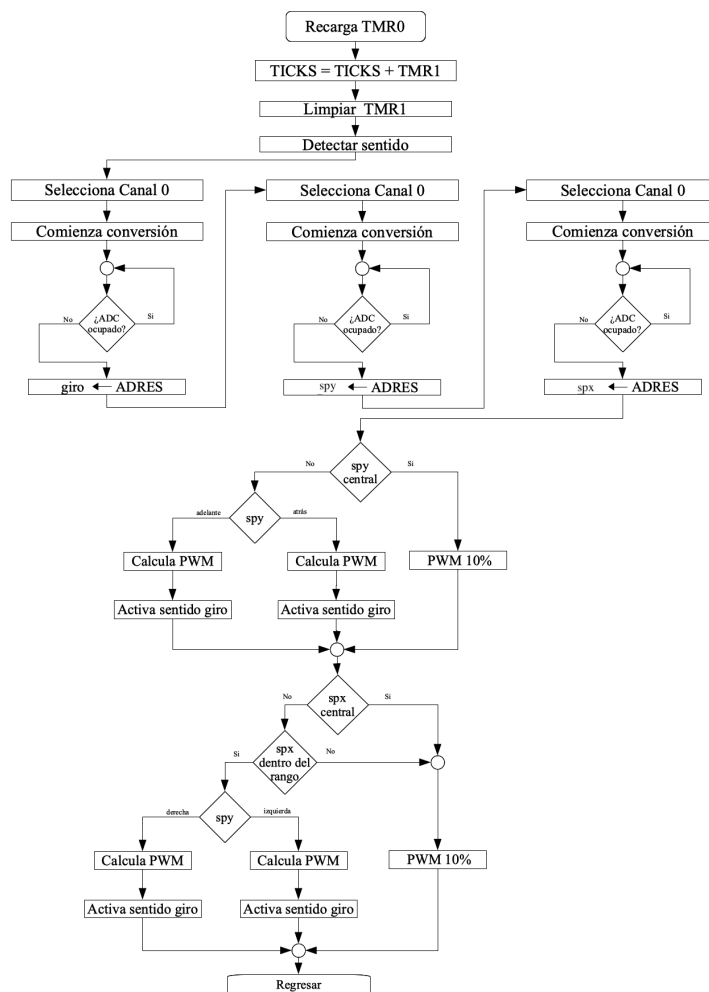 Recarga TMR0
TICKS = TICKS + TMR1
Limpiar TMR1
Detectar sentido
Selecciona Canal 0
Comienza conversión
¿ADC
ocupado?
No
Si
giro ← ADRES
Selecciona Canal 0
Comienza conversión
¿ADC
ocupado?
No
Si
spy ← ADRES
Selecciona Canal 0
Comienza conversión
¿ADC
ocupado?
No
Si
spx ← ADRES
spy
central
No
Si
spy
adelante
atrás
Calcula PWM
Calcula PWM
PWM 10%
Activa sentido giro
Activa sentido giro
spx
central
No
Si
spx
dentro del
rango
Si
No
spy
derecha
izquierda
Calcula PWM
Calcula PWM
PWM 10%
Activa sentido giro
Activa sentido giro
Regresar